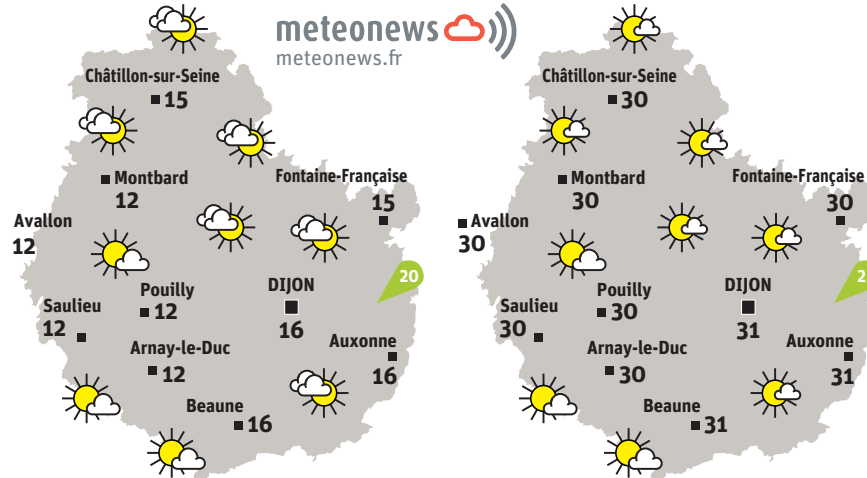 meteonews
meteonews.fr
Châtillon-sur-Seine
15
Montbard
12
Fontaine-Française
15
Avallon
12
20
Pouilly
12
DIJON
16
Saulieu
12
Auxonne
16
Arnay-le-Duc
12
Beaune
16
Châtillon-sur-Seine
30
Montbard
30
Fontaine-Française
30
Avallon
30
Pouilly
30
DIJON
31
Saulieu
30
Auxonne
31
Arnay-le-Duc
30
Beaune
31